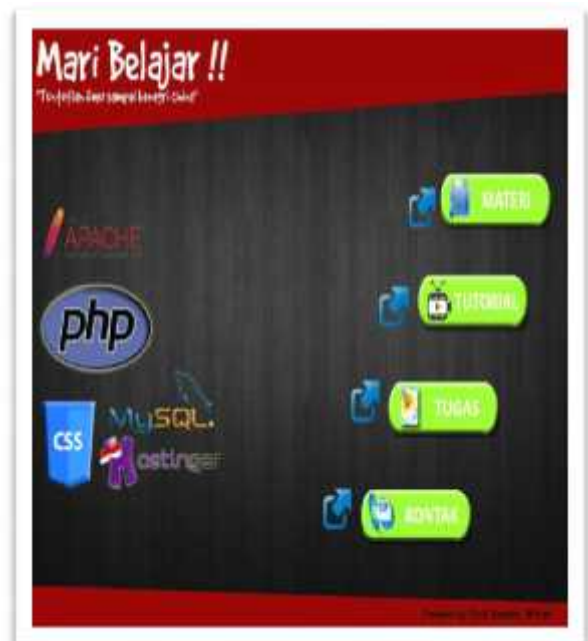 Mari Belajar !!
APACHE
php
CSS
MySQL.
Hostinger
MATERI
TUTORIAL
TUGAS
KONTAK